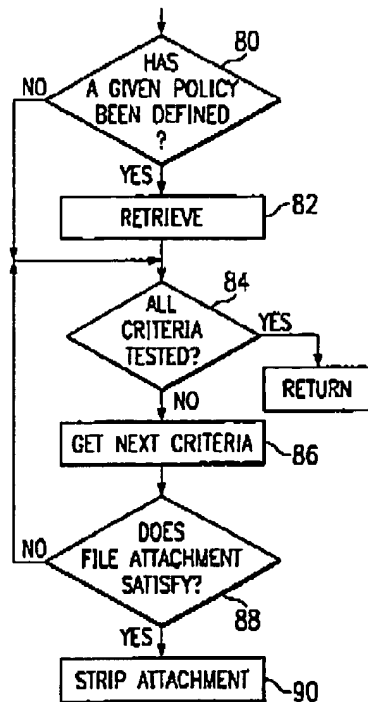 80
HAS
A GIVEN POLICY
BEEN DEFINED
?
NO
YES
RETRIEVE
82
84
ALL
CRITERIA
TESTED?
YES
RETURN
NO
GET NEXT CRITERIA
86
DOES
FILE ATTACHMENT
SATISFY?
NO
88
YES
STRIP ATTACHMENT
90